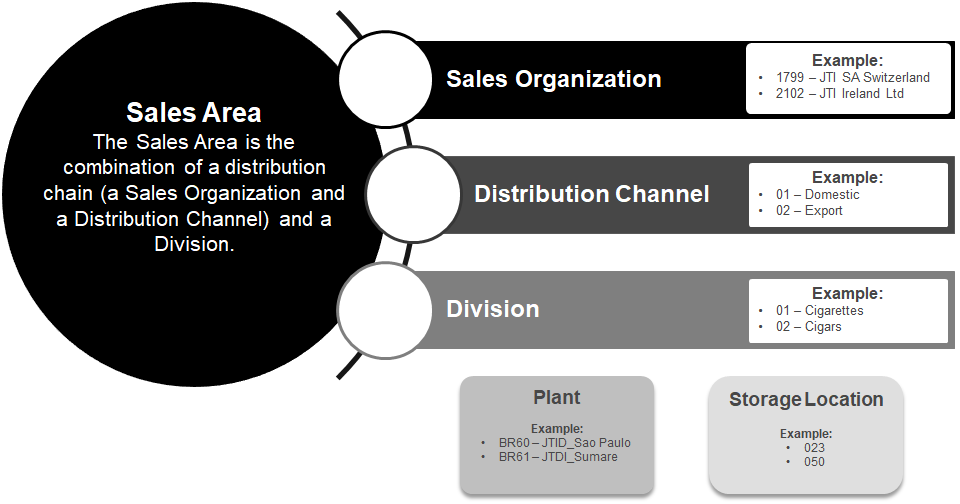 Sales Area
The Sales Area is the
combination of a distribution
chain (a Sales Organization and
a Distribution Channel) and a
Division.
Sales Organization
Example:
• 1799 – JTI SA Switzerland
• 2102 – JTI Ireland Ltd
Distribution Channel
Example:
• 01 – Domestic
• 02 – Export
Division
Example:
• 01 – Cigarettes
• 02 – Cigars
Plant
Example:
• BR60 – JTID_Sao Paulo
• BR61 – JTDI_Sumare
Storage Location
Example:
• 023
• 050